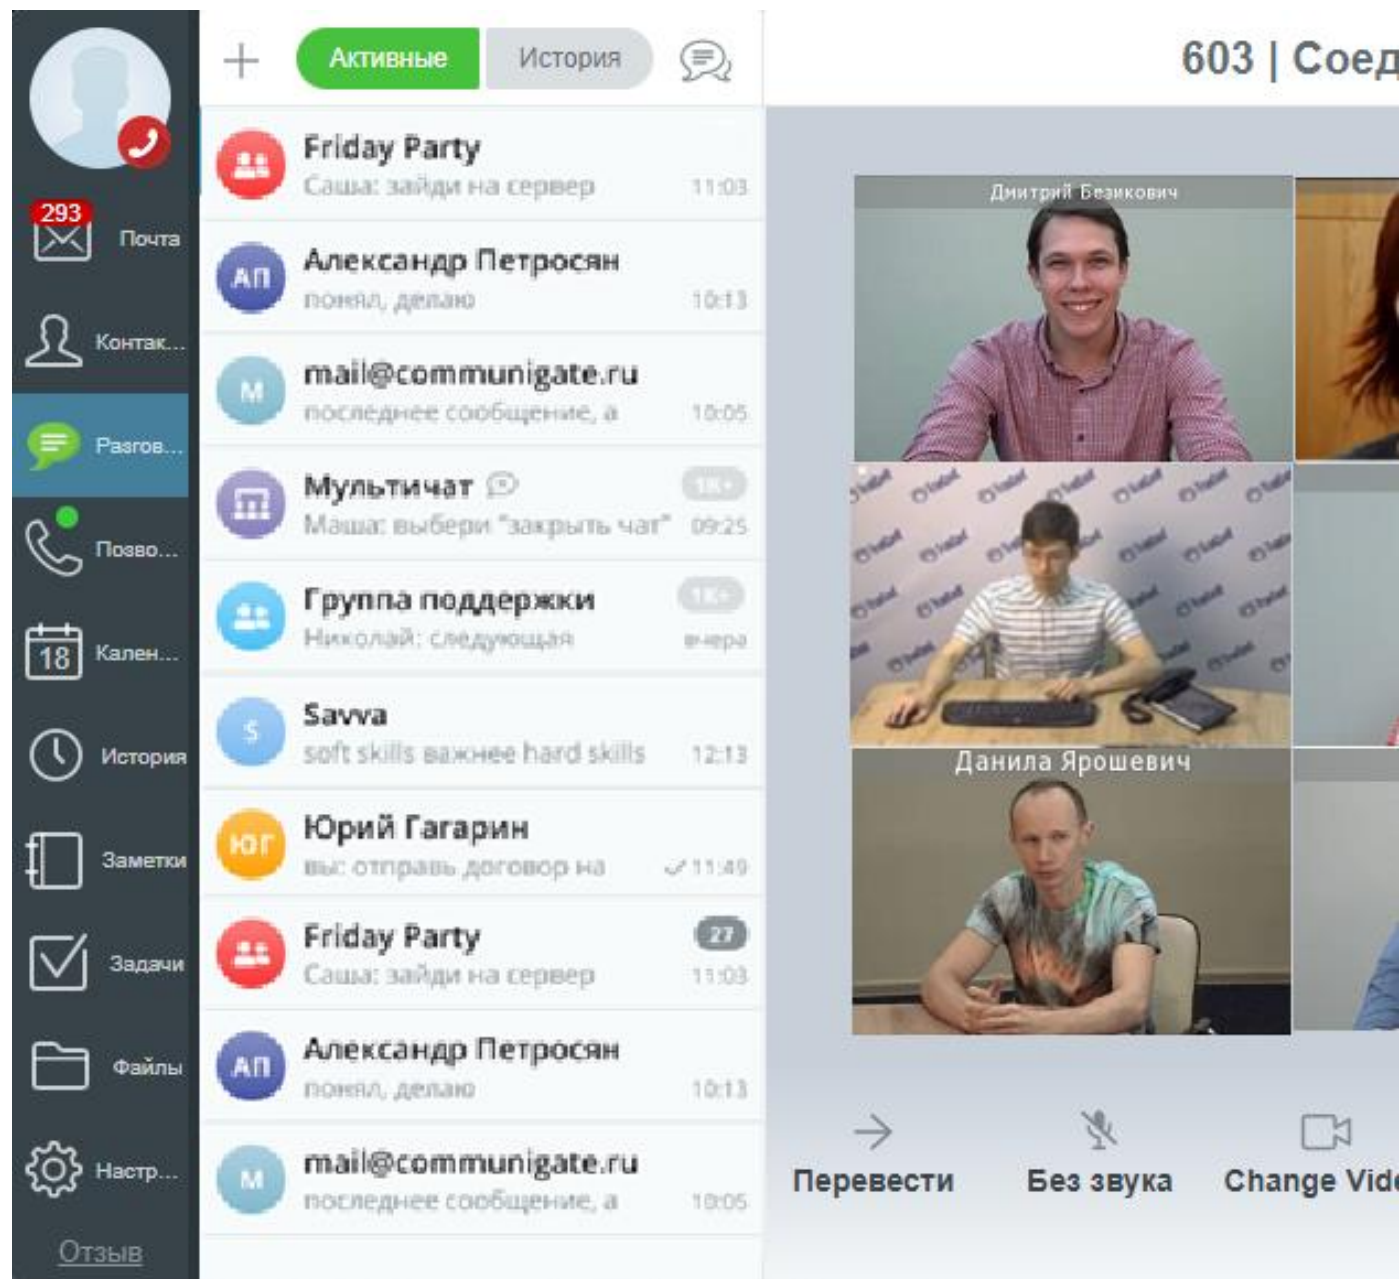 Активные
История
603 | Соед
293
Почта
Контак...
Разгов...
Позво...
18
Кален...
История
Заметки
Задачи
Файлы
Настр...
Отзыв
Friday Party
Саша: зайди на сервер
11:03
АП
Александр Петросян
понял, делаю
10:13
M
mail@communigate.ru
последнее сообщение, а
10:05
Мультичат
1K+
Маша: выбери "закрыть чат"
09:25
Группа поддержки
1K+
Николай: следующая
вчера
S
Savva
soft skills важнее hard skills
12:13
ЮГ
Юрий Гагарин
вы: отправь договор на
11:49
Friday Party
27
Саша: зайди на сервер
11:03
АП
Александр Петросян
понял, делаю
10:13
M
mail@communigate.ru
последнее сообщение, а
10:05
Дмитрий Безикович
Данила Ярошевич
Перевести
Без звука
Change Vide